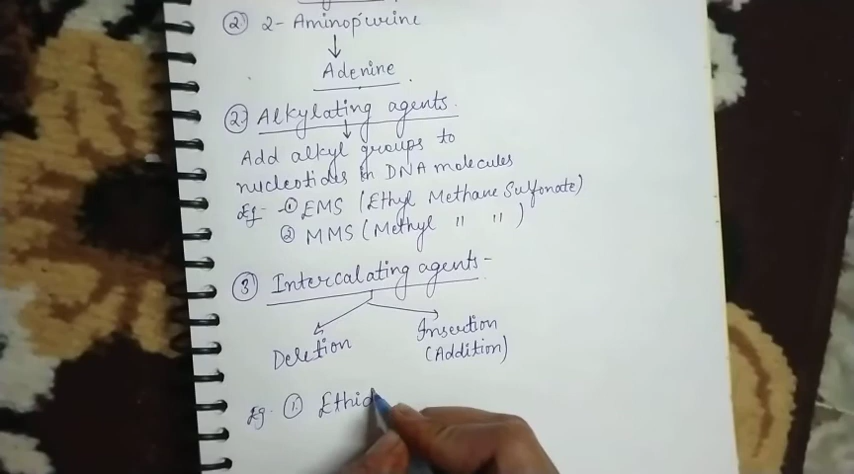 ② 2- Aminopurine
↓
Adenine.
② Alkylating agents.
↓
Add alkyl groups to
nucleotides in DNA molecules
Eg- -① EMS (Ethyl Methane Sulfonate)
② MMS (Methyl " " )
③ Intercalating agents-
Deletion
Insertion
(Addition)
Eg. ① Ethid